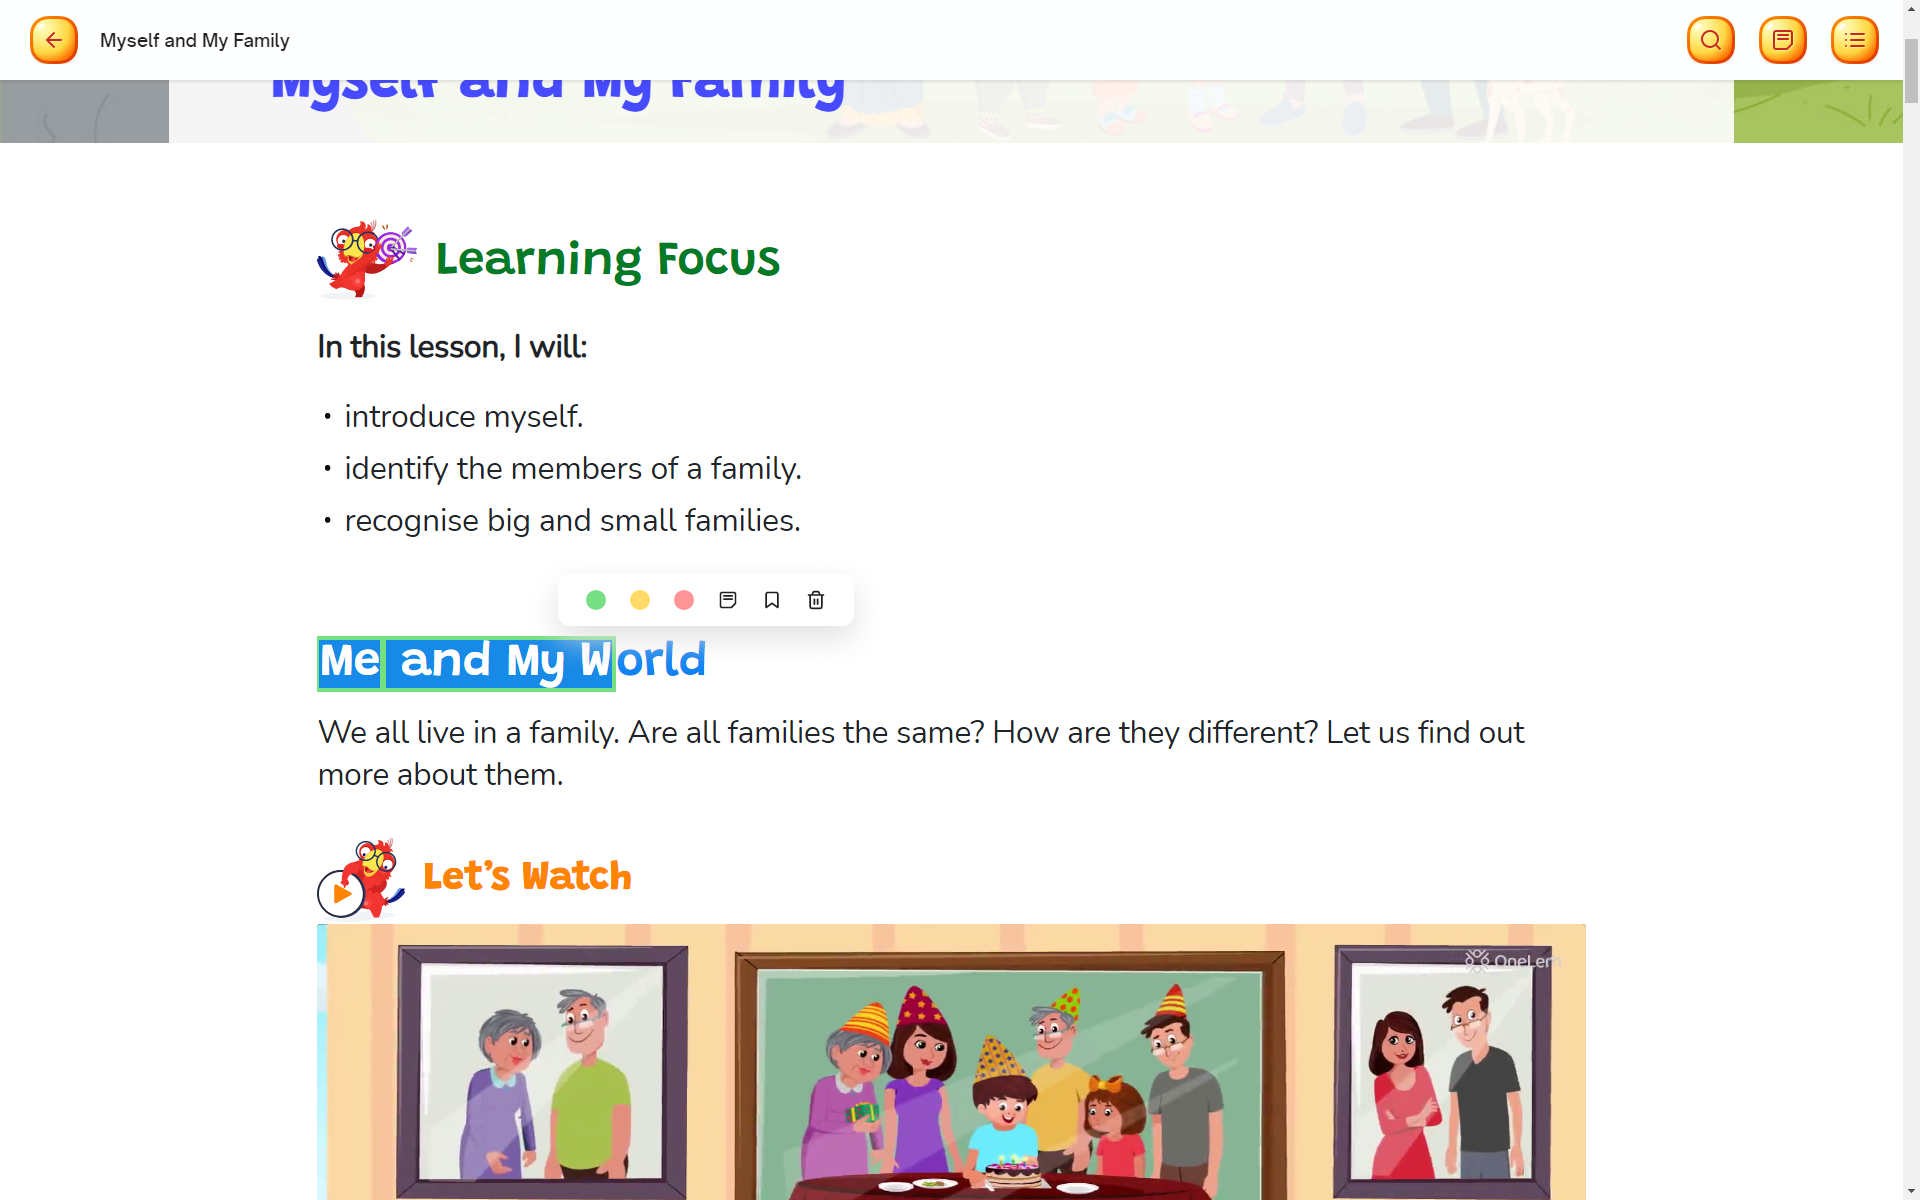 Myself and My Family
Myself and My Family
Learning Focus
In this lesson, I will:
• introduce myself.
• identify the members of a family.
• recognise big and small families.
Me and My World
We all live in a family. Are all families the same? How are they different? Let us find out
more about them.
Let’s Watch
OneLern